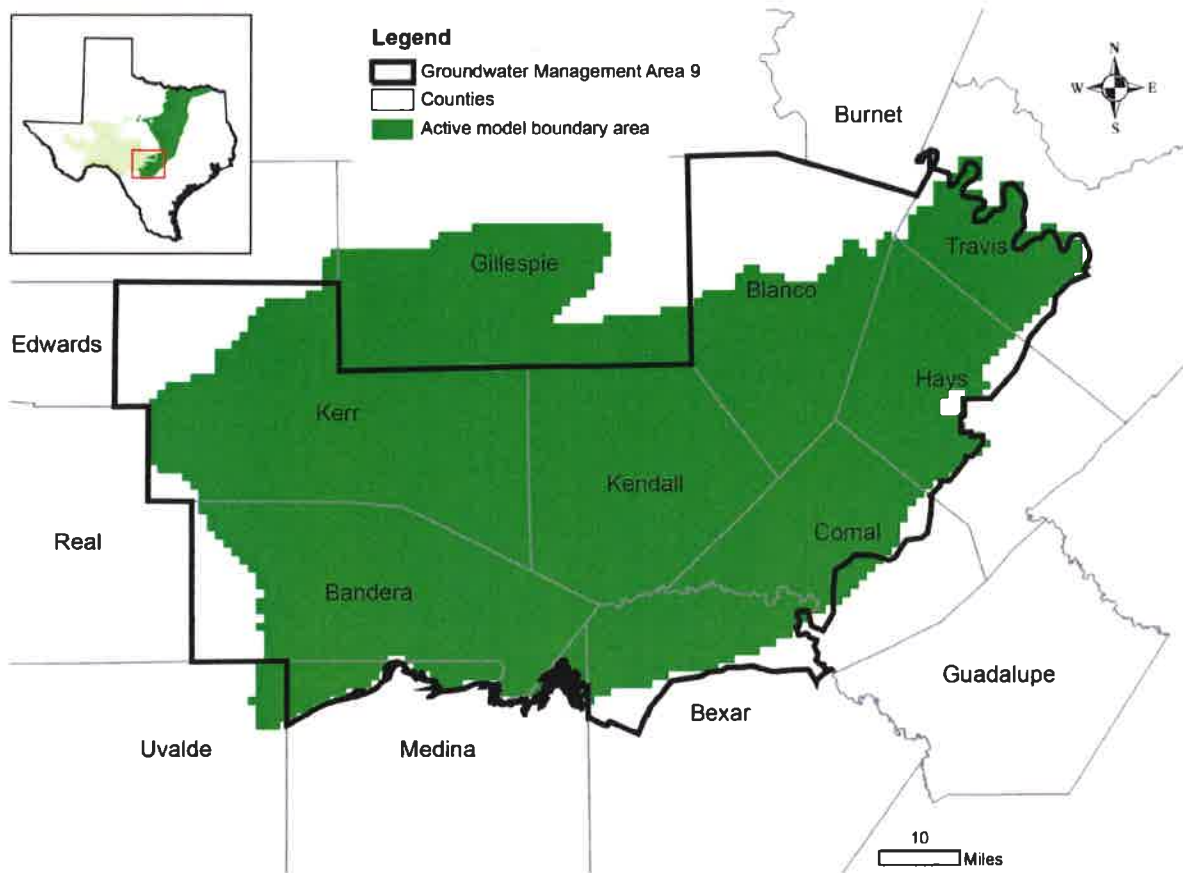 Legend
Groundwater Management Area 9
Counties
Active model boundary area
N
W
E
S
Burnet
Travis
Gillespie
Blanco
Edwards
Hays
Kerr
Kendall
Comal
Real
Bandera
Guadalupe
Bexar
Uvalde
Medina
10
Miles